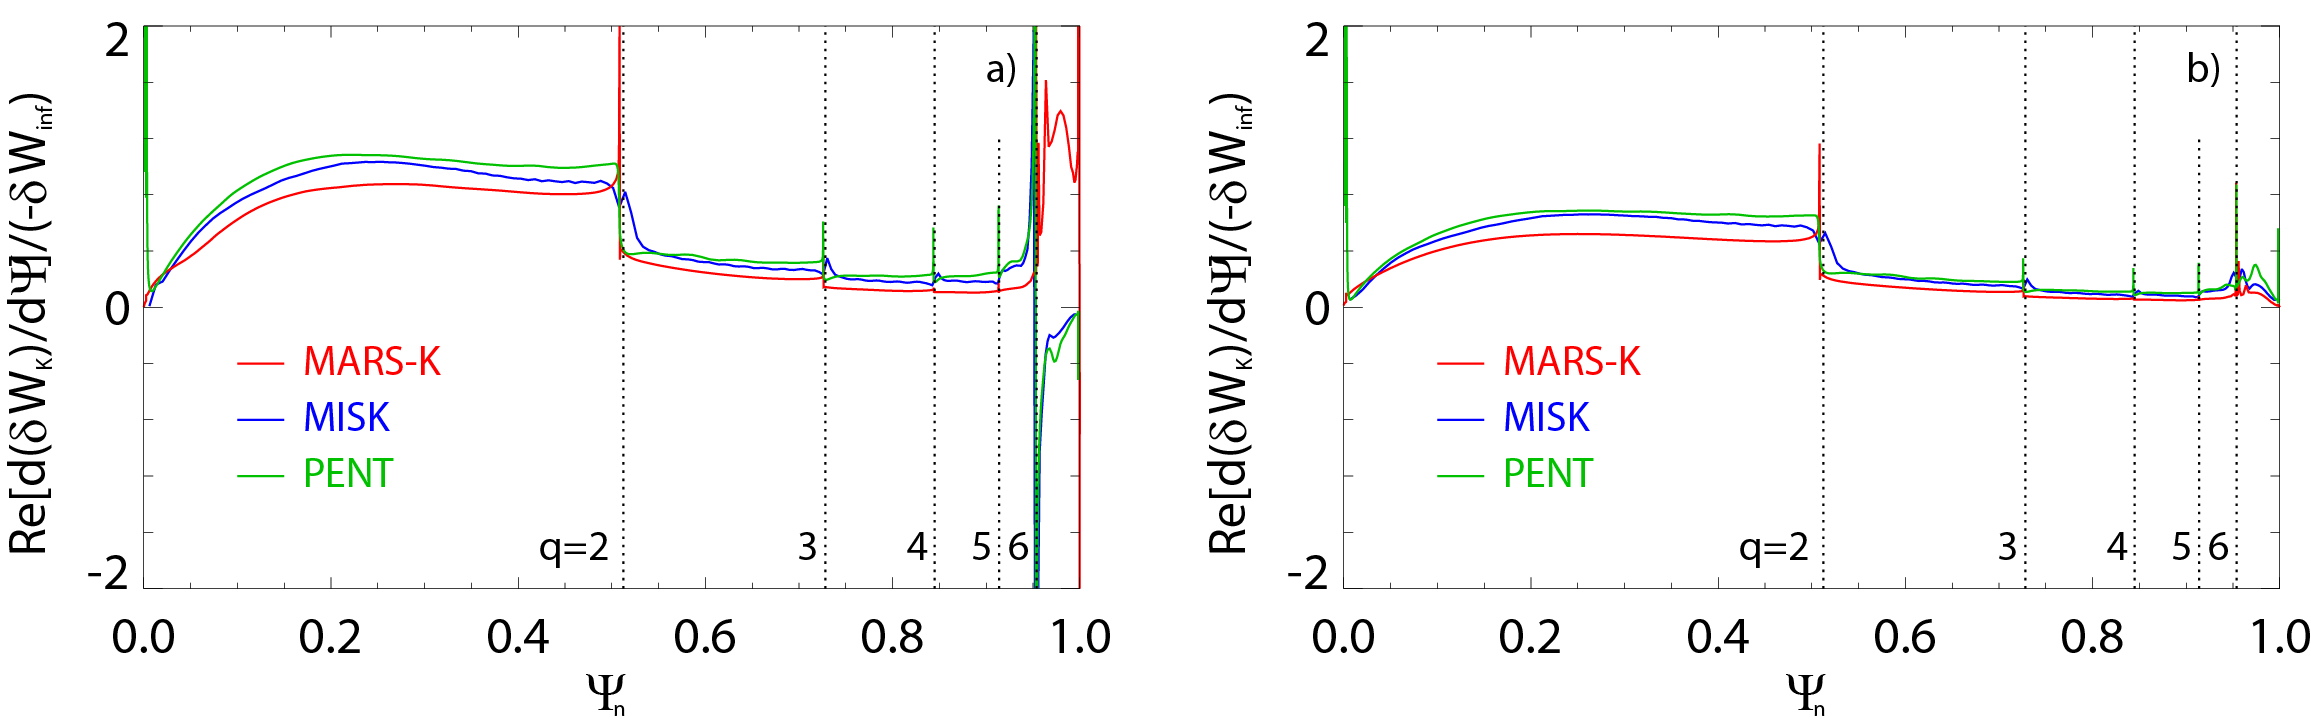 Re[d(δW_K)/dΨ]/(-δW_inf)
2
0
-2
a)
MARS-K
MISK
PENT
q=2 3 4 5 6
0.0 0.2 0.4 0.6 0.8 1.0
Ψ_n
Re[d(δW_K)/dΨ]/(-δW_inf)
2
0
-2
b)
MARS-K
MISK
PENT
q=2 3 4 5 6
0.0 0.2 0.4 0.6 0.8 1.0
Ψ_n